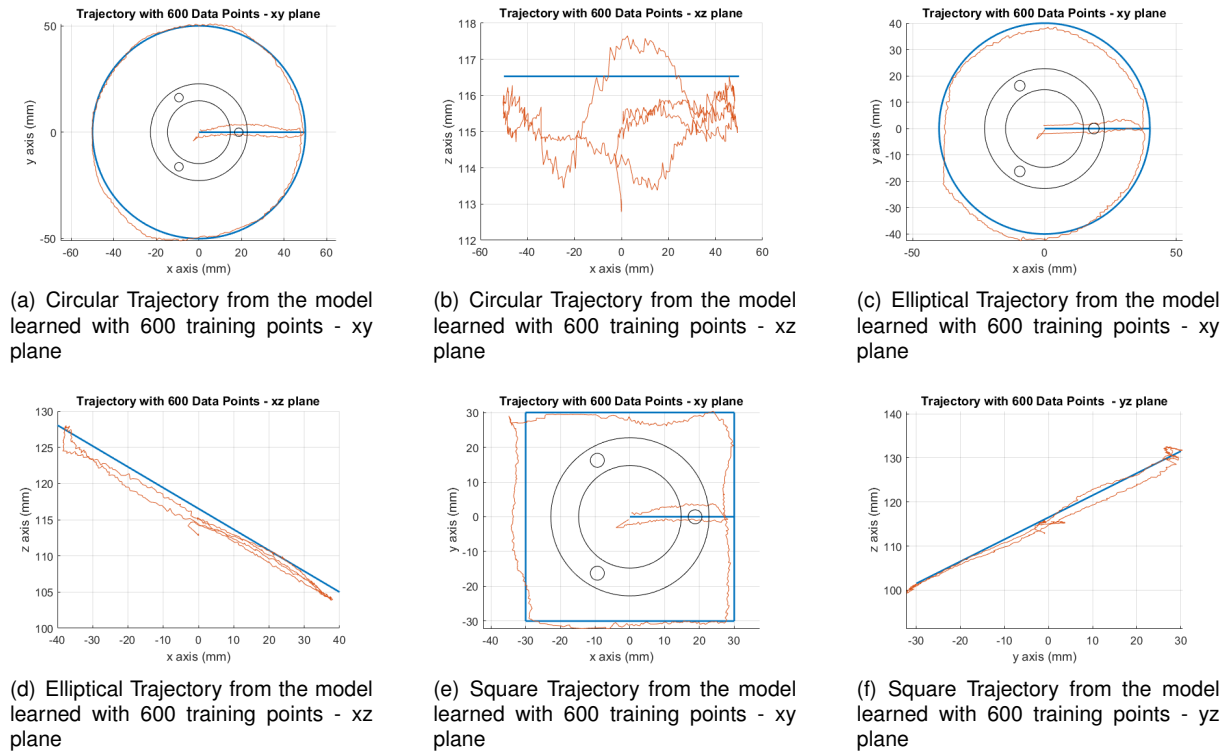 Trajectory with 600 Data Points - xy plane
50
0
-50
y axis (mm)
-60
-40
-20
0
20
40
60
x axis (mm)
(a) Circular Trajectory from the model
learned with 600 training points - xy
plane
Trajectory with 600 Data Points - xz plane
118
117
116
115
114
113
112
z axis (mm)
-60
-40
-20
0
20
40
60
x axis (mm)
(b) Circular Trajectory from the model
learned with 600 training points - xz
plane
Trajectory with 600 Data Points - xy plane
40
30
20
10
0
-10
-20
-30
-40
y axis (mm)
-50
0
50
x axis (mm)
(c) Elliptical Trajectory from the model
learned with 600 training points - xy
plane
Trajectory with 600 Data Points - xz plane
130
125
120
115
110
105
100
z axis (mm)
-40
-30
-20
-10
0
10
20
30
40
x axis (mm)
(d) Elliptical Trajectory from the model
learned with 600 training points - xz
plane
Trajectory with 600 Data Points - xy plane
30
20
10
0
-10
-20
-30
y axis (mm)
-40
-30
-20
-10
0
10
20
30
x axis (mm)
(e) Square Trajectory from the model
learned with 600 training points - xy
plane
Trajectory with 600 Data Points - yz plane
140
130
120
110
100
z axis (mm)
-30
-20
-10
0
10
20
30
y axis (mm)
(f) Square Trajectory from the model
learned with 600 training points - yz
plane